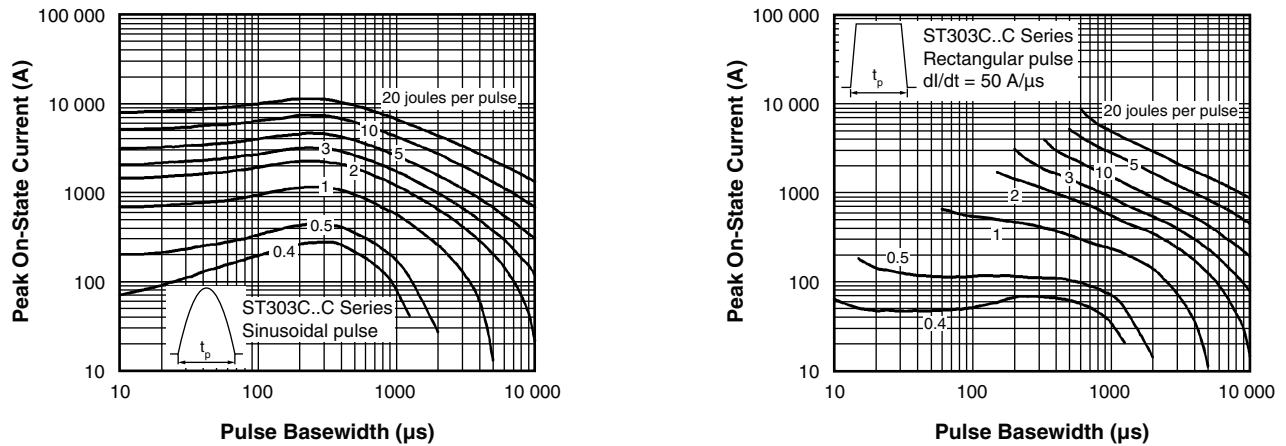 100 000
10 000
1000
100
10
Peak On-State Current (A)
20 joules per pulse
10
5
3
2
1
0.5
0.4
tp
ST303C..C Series
Sinusoidal pulse
10
100
1000
10 000
Pulse Basewidth (µs)
100 000
10 000
1000
100
10
Peak On-State Current (A)
tp
ST303C..C Series
Rectangular pulse
dI/dt = 50 A/µs
20 joules per pulse
5
10
3
2
1
0.5
0.4
10
100
1000
10 000
Pulse Basewidth (µs)